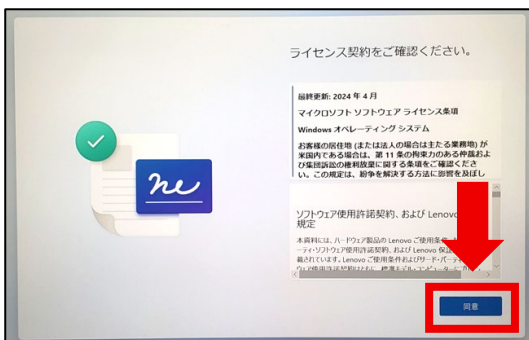 ライセンス契約をご確認ください。
最終更新: 2024 年 4 月
マイクロソフト ソフトウェア ライセンス条項
Windows オペレーティング システム
お客様の居住地 (または法人の場合は主たる業務地) が
米国内である場合は、第 11 条の拘束力のある仲裁およ
び集団訴訟の権利放棄に関する条項をご確認くださ
い。この規定は、紛争を解決する方法に影響を及ぼし
ソフトウェア使用許諾契約、および Lenovo
規定
本資料には、ハードウェア製品の Lenovo ご使用条件
ーティ・ソフトウェア使用許諾契約、および Lenovo 保
載されています。Lenovo ご使用条件およびサード・パーテ
同意